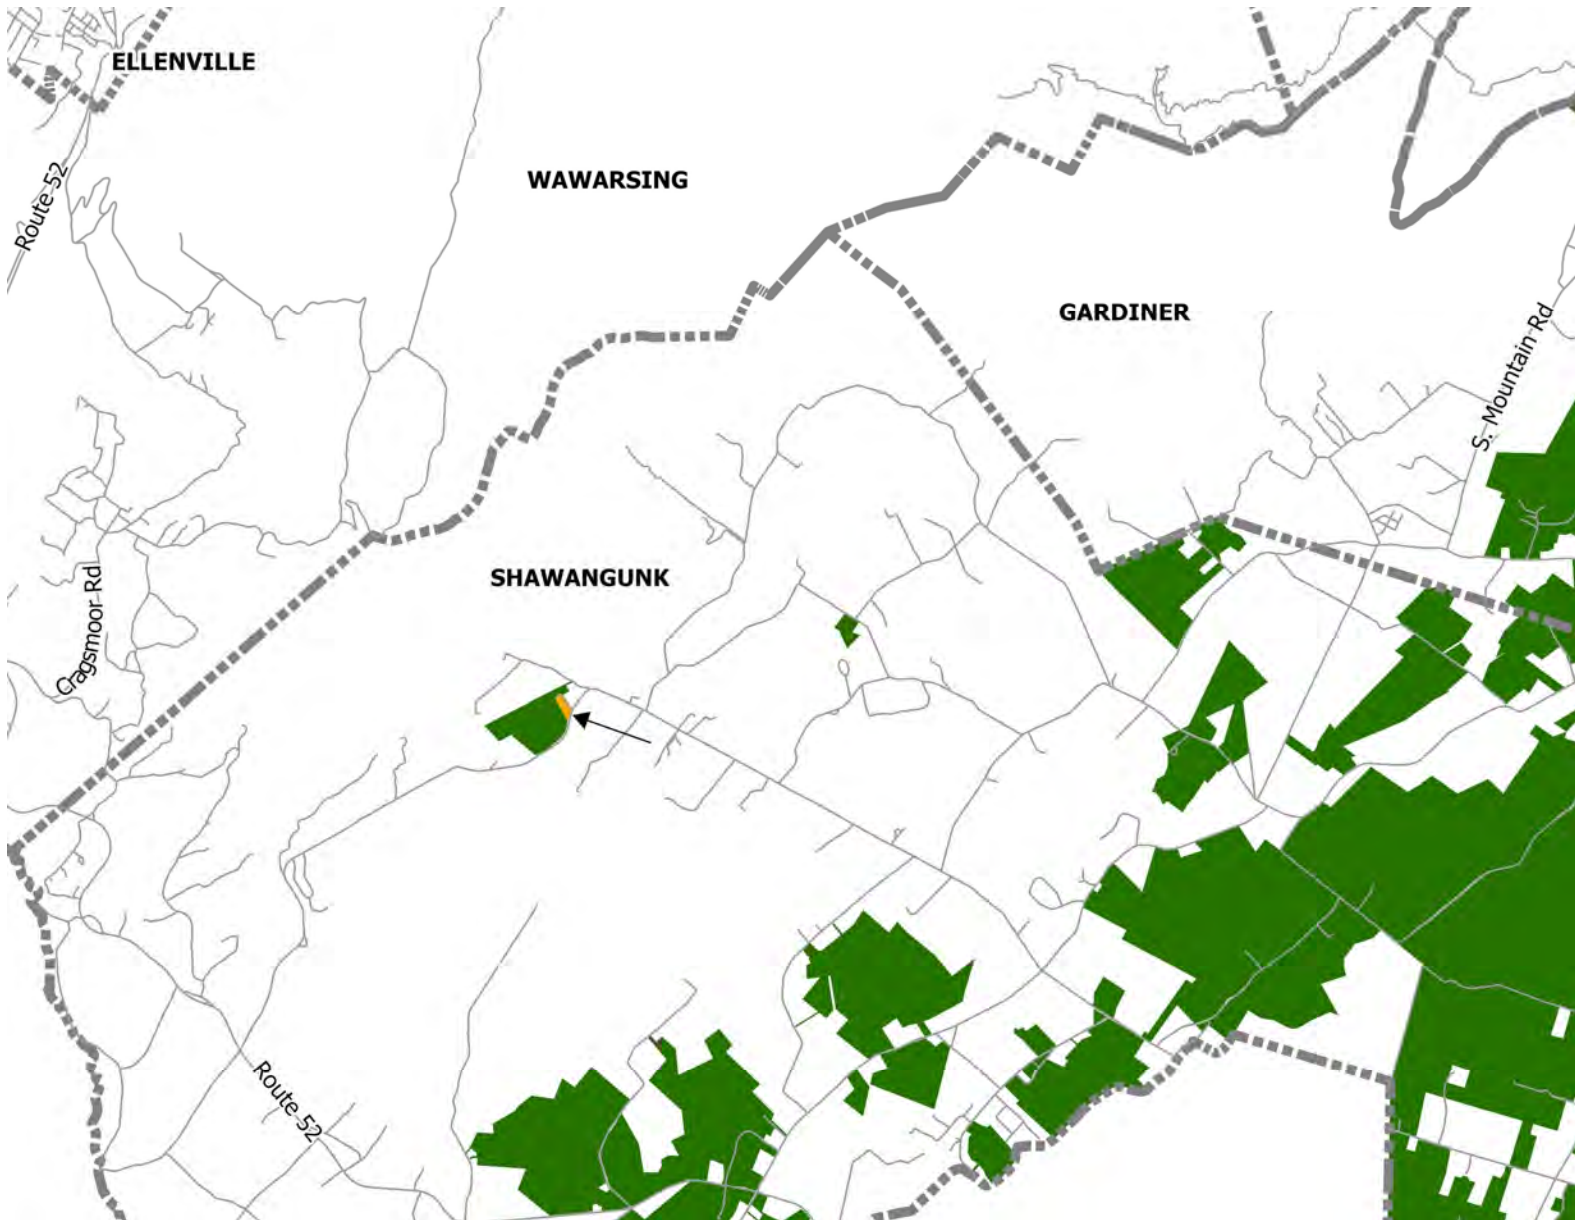 ELLENVILLE
Route 52
WAWARSING
GARDINER
S. Mountain Rd
SHAWANGUNK
Cragsmoor Rd
Route 52